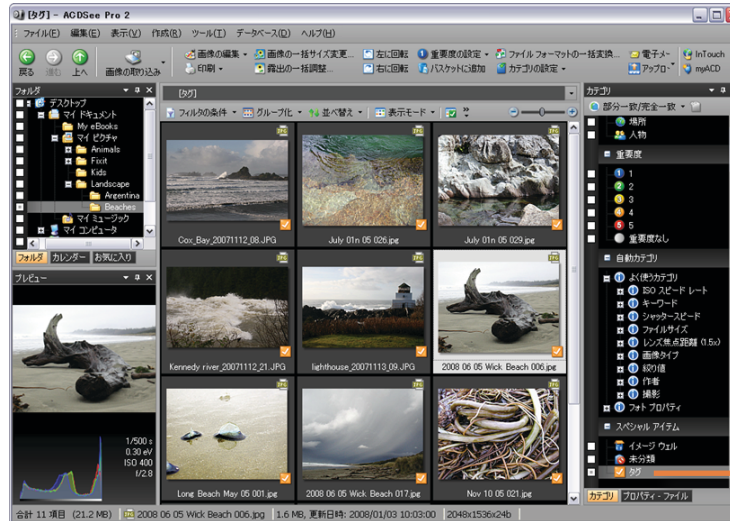 [タグ] - ACDSee Pro 2
ファイル(F) 編集(E) 表示(V) 作成(R) ツール(T) データベース(D) ヘルプ(H)
戻る 進む 上へ 画像の取り込み
画像の編集 画像の一括サイズ変更... 左に回転 重要度の設定 ファイル フォーマットの一括変換... 電子メー InTouch
印刷 露出の一括調整... 右に回転 バスケットに追加 カテゴリの設定 アップロー myACD
フォルダ
デスクトップ
マイ ドキュメント
My eBooks
マイ ピクチャ
Animals
Fixit
Kids
Landscape
Argentina
Beaches
マイ ミュージック
マイ コンピュータ
フォルダ カレンダー お気に入り
プレビュー
1/500 s
0.30 eV
ISO 400
f/2.8
[タグ]
フィルタの条件 グループ化 並べ替え 表示モード
Cox_Bay_20071112_08.JPG
July 01n 05 026.jpg
July 01n 05 029.jpg
Kennedy river_20071112_21.JPG
lighthouse_20071113_09.JPG
2008 06 05 Wick Beach 006.jpg
Long Beach May 05 001.jpg
2008 06 05 Wick Beach 017.jpg
Nov 10 05 021.jpg
カテゴリ
部分一致/完全一致
場所
人物
重要度
1
2
3
4
5
重要度なし
自動カテゴリ
よく使うカテゴリ
ISO スピード レート
キーワード
シャッタースピード
ファイルサイズ
レンズ焦点距離 (1.5x)
画像タイプ
絞り値
作者
撮影
フォト プロパティ
スペシャル アイテム
イメージ ウェル
未分類
タグ
カテゴリ プロパティ - ファイル
合計 11 項目 (21.2 MB) 2008 06 05 Wick Beach 006.jpg 1.6 MB, 更新日時: 2008/01/03 10:03:00 2048x1536x24b